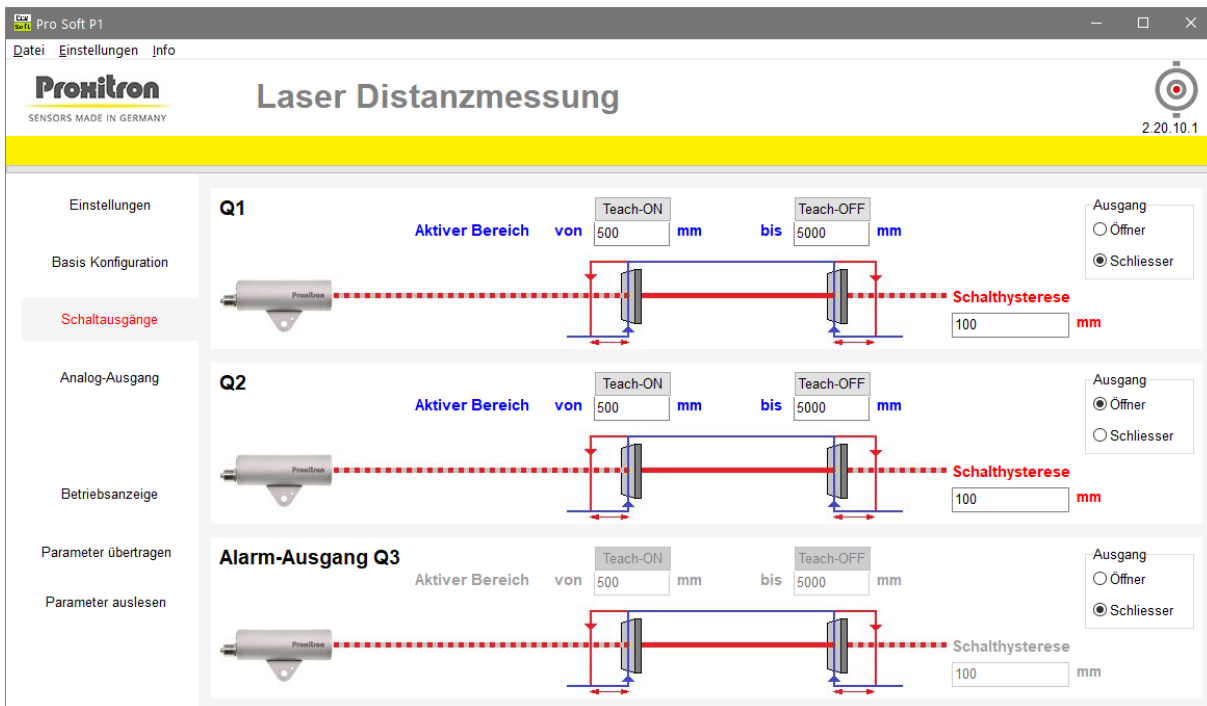 Pro Soft P1
Datei Einstellungen Info
Proxitron
SENSORS MADE IN GERMANY
Laser Distanzmessung
2.20.10.1
Einstellungen
Basis Konfiguration
Schaltausgänge
Analog-Ausgang
Betriebsanzeige
Parameter übertragen
Parameter auslesen
Q1
Teach-ON Teach-OFF
Aktiver Bereich von 500 mm bis 5000 mm
Ausgang
Öffner
Schliesser
Proxitron
Schalthysterese
100 mm
Q2
Teach-ON Teach-OFF
Aktiver Bereich von 500 mm bis 5000 mm
Ausgang
Öffner
Schliesser
Proxitron
Schalthysterese
100 mm
Alarm-Ausgang Q3
Teach-ON Teach-OFF
Aktiver Bereich von 500 mm bis 5000 mm
Ausgang
Öffner
Schliesser
Proxitron
Schalthysterese
100 mm